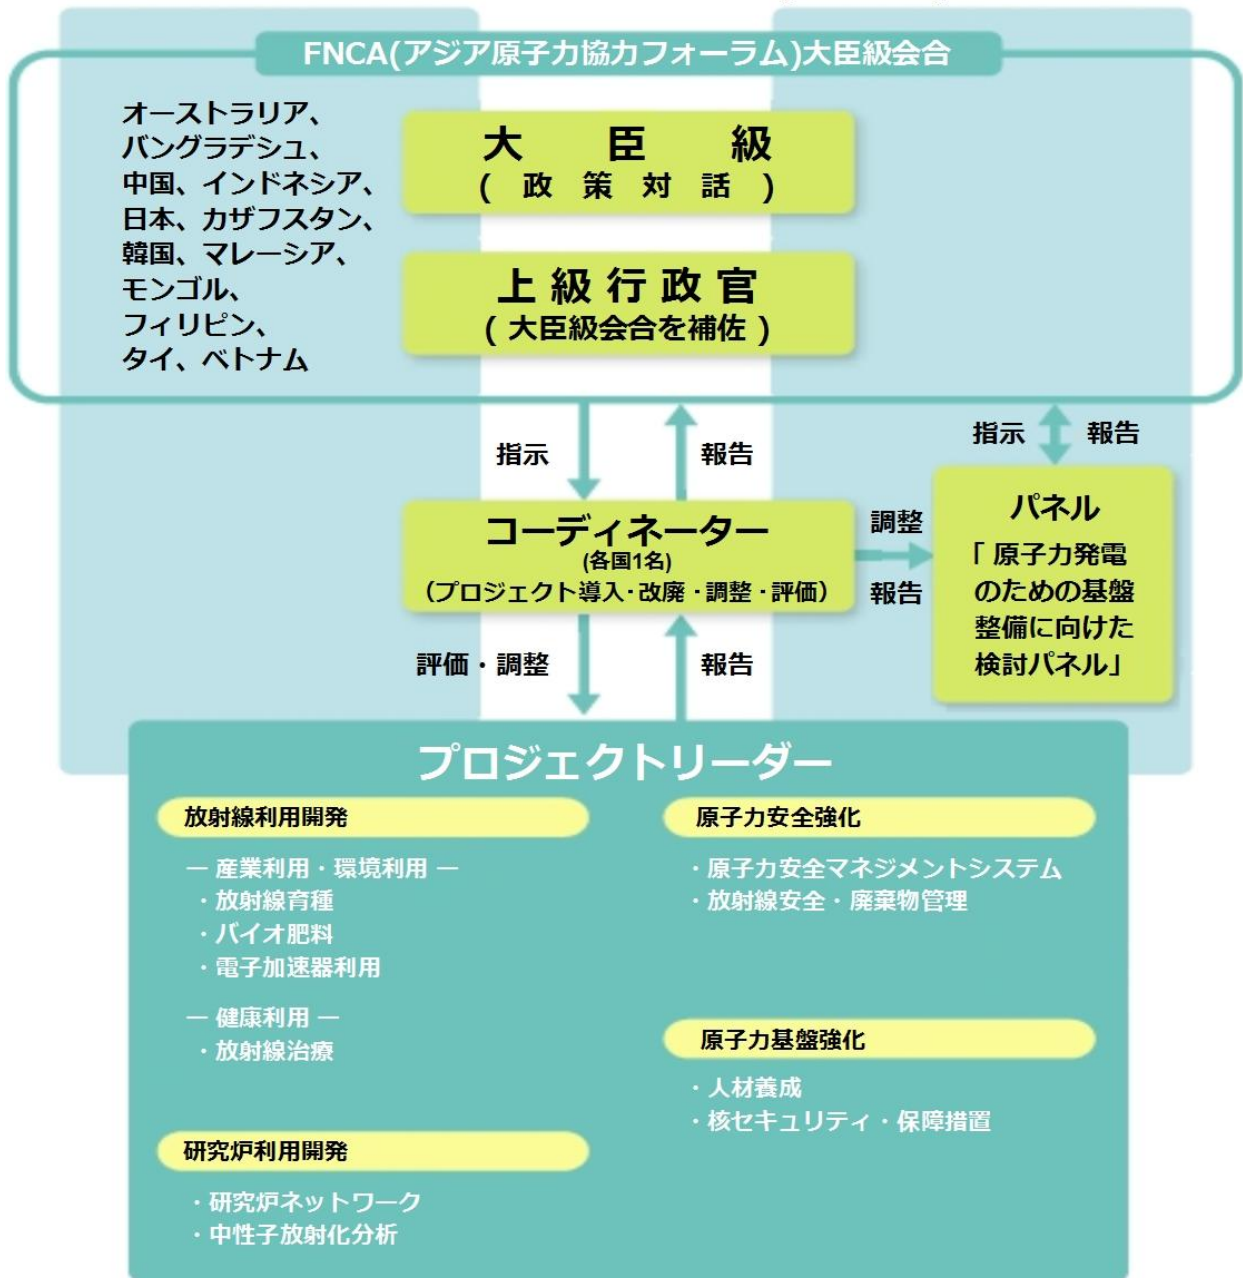 FNCA(アジア原子力協力フォーラム)大臣級会合
オーストラリア、
バングラデシュ、
中国、インドネシア、
日本、カザフスタン、
韓国、マレーシア、
モンゴル、
フィリピン、
タイ、ベトナム
大臣級
(政策対話)
上級行政官
(大臣級会合を補佐)
指示
報告
指示
報告
コーディネーター
(各国1名)
(プロジェクト導入・改廃・調整・評価)
調整
報告
パネル
「原子力発電
のための基盤
整備に向けた
検討パネル」
評価・調整
報告
プロジェクトリーダー
放射線利用開発
― 産業利用・環境利用 ―
・放射線育種
・バイオ肥料
・電子加速器利用
― 健康利用 ―
・放射線治療
研究炉利用開発
・研究炉ネットワーク
・中性子放射化分析
原子力安全強化
・原子力安全マネジメントシステム
・放射線安全・廃棄物管理
原子力基盤強化
・人材養成
・核セキュリティ・保障措置